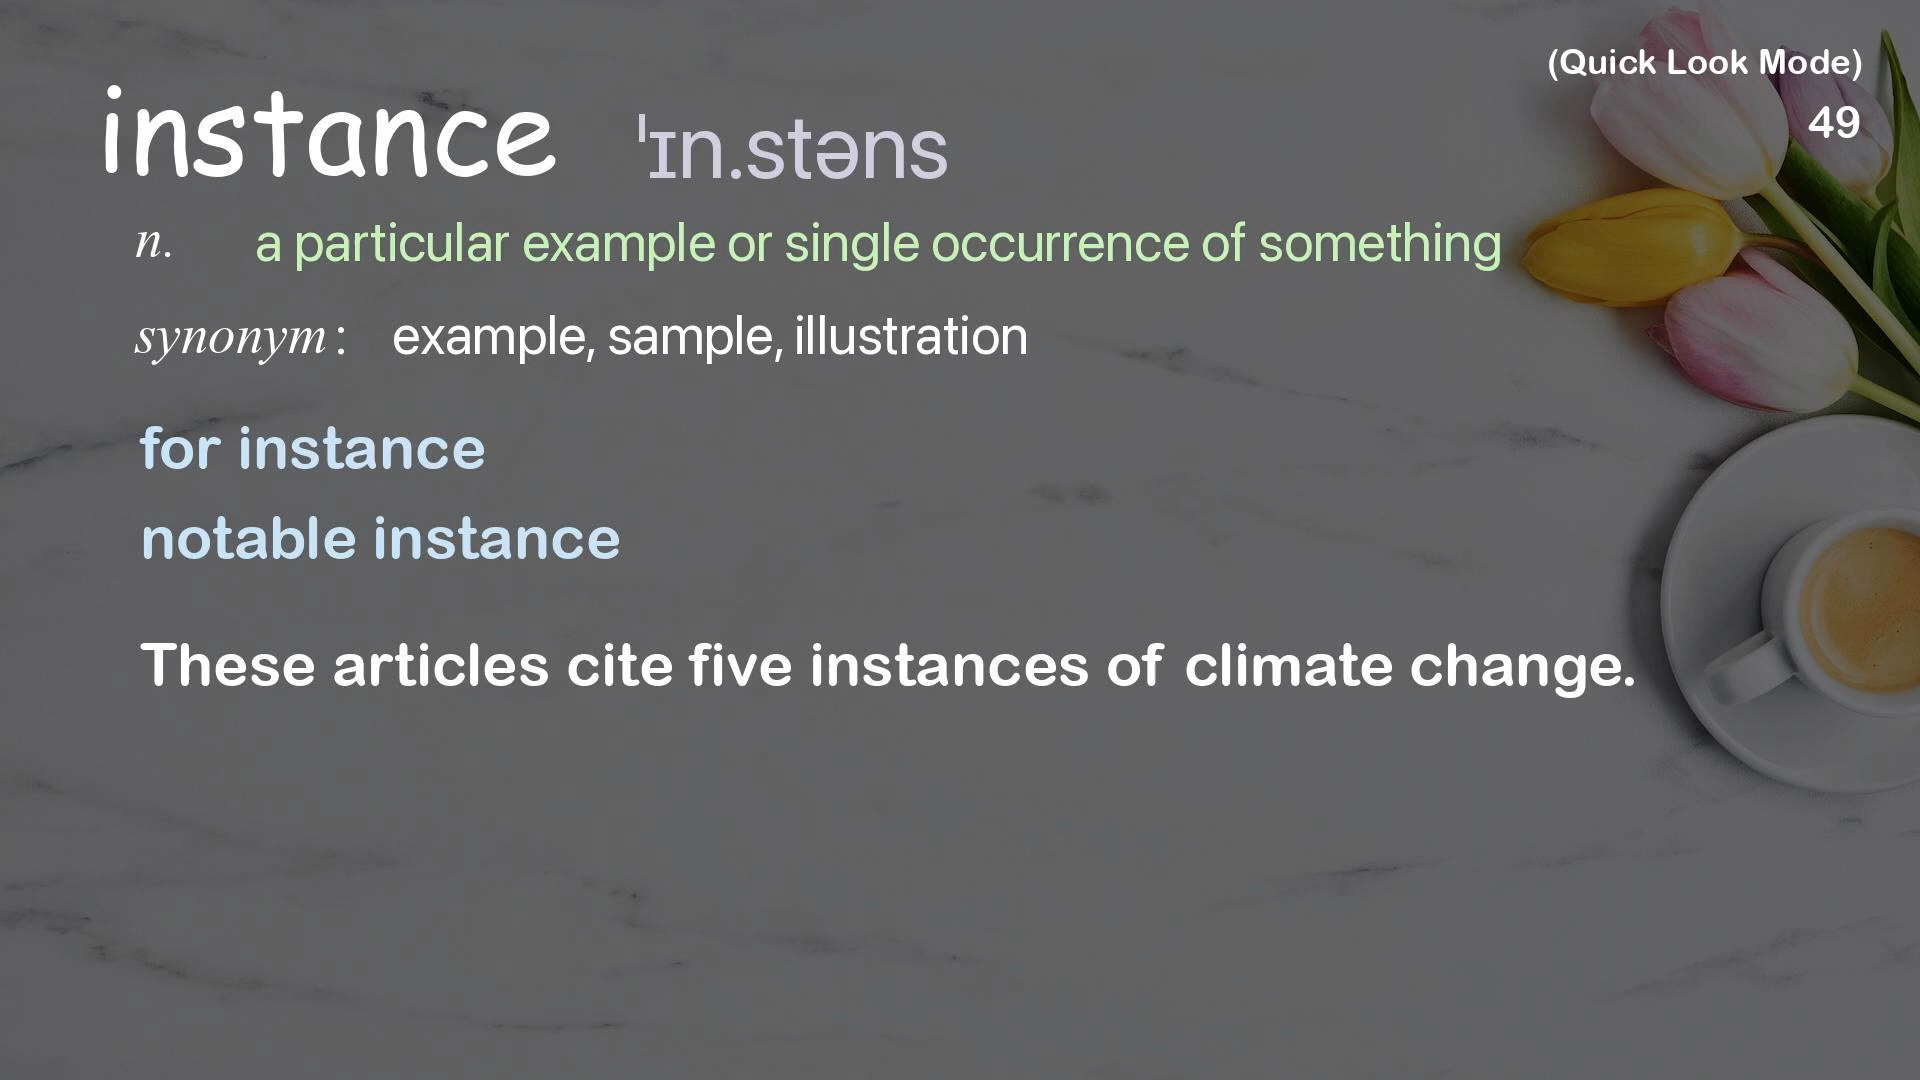 (Quick Look Mode)
49
instance ˈɪn.stəns
n. a particular example or single occurrence of something
synonym: example, sample, illustration
for instance
notable instance
These articles cite five instances of climate change.